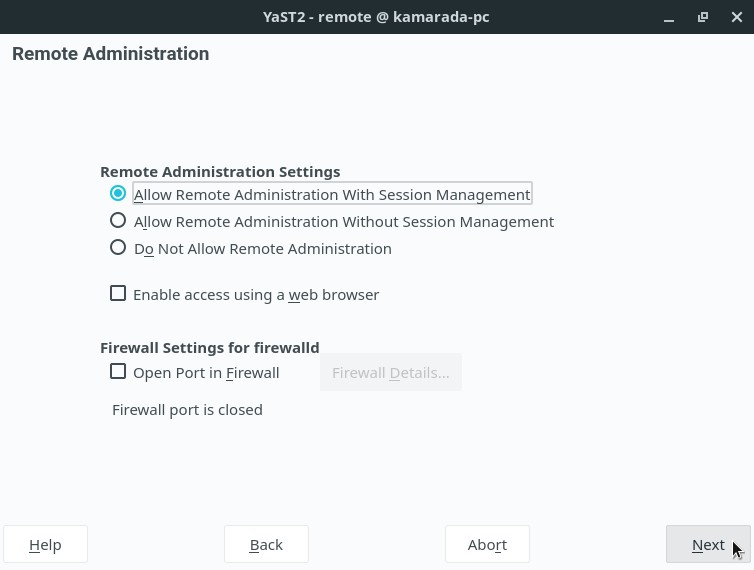 YaST2 - remote @ kamarada-pc
Remote Administration
Remote Administration Settings
Allow Remote Administration With Session Management
Allow Remote Administration Without Session Management
Do Not Allow Remote Administration
Enable access using a web browser
Firewall Settings for firewalld
Open Port in Firewall Firewall Details...
Firewall port is closed
Help Back Abort Next